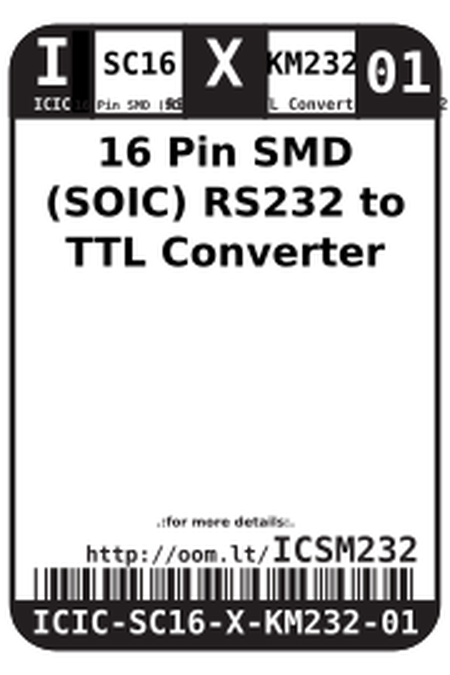 I SC16 X KM232 01
ICIC Pin SMD L Convert 2
16 Pin SMD
(SOIC) RS232 to
TTL Converter
.:for more details:.
http://oom.lt/ICSM232
ICIC-SC16-X-KM232-01